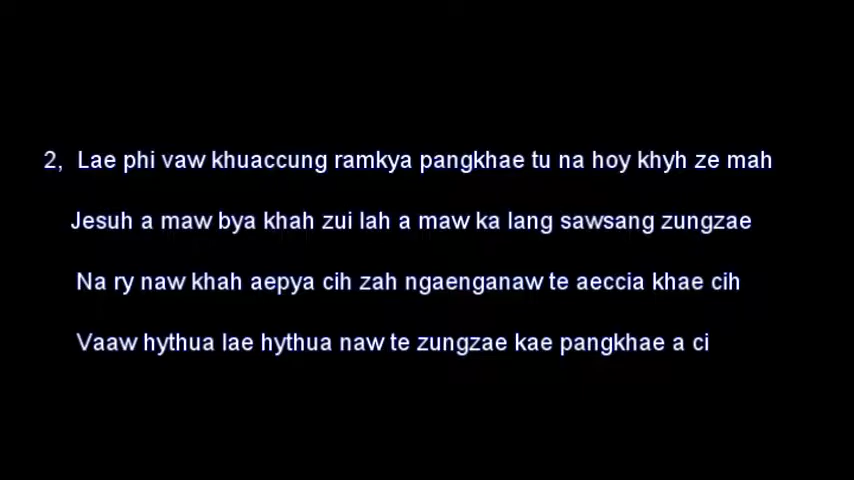 2, Lae phi vaw khuaccung ramkya pangkhae tu na hoy khyh ze mah
Jesuh a maw bya khah zui lah a maw ka lang sawsang zungzae
Na ry naw khah aepya cih zah ngaenganaw te aeccia khae cih
Vaaw hythua lae hythua naw te zungzae kae pangkhae a ci